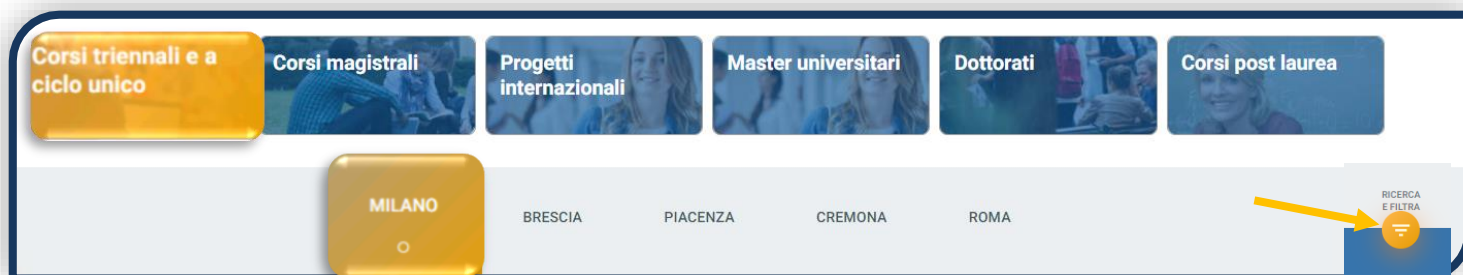 Corsi triennali e a
ciclo unico
Corsi magistrali
Progetti
internazionali
Master universitari
Dottorati
Corsi post laurea
MILANO
BRESCIA
PIACENZA
CREMONA
ROMA
RICERCA
E FILTRA